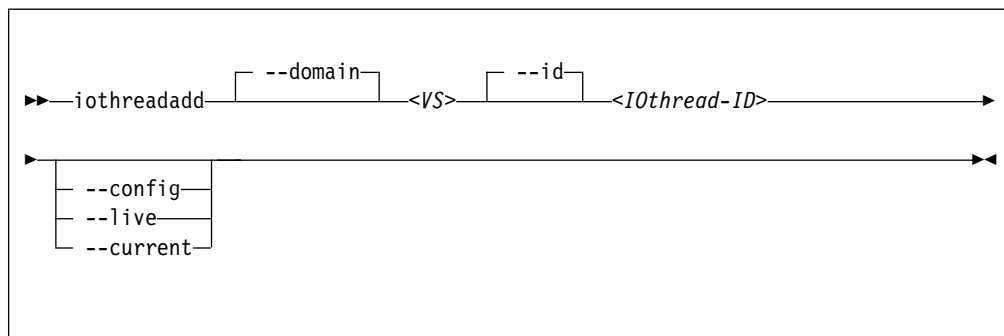 --domain --id
iothreadadd <VS> <IOthread-ID>
--config
--live
--current